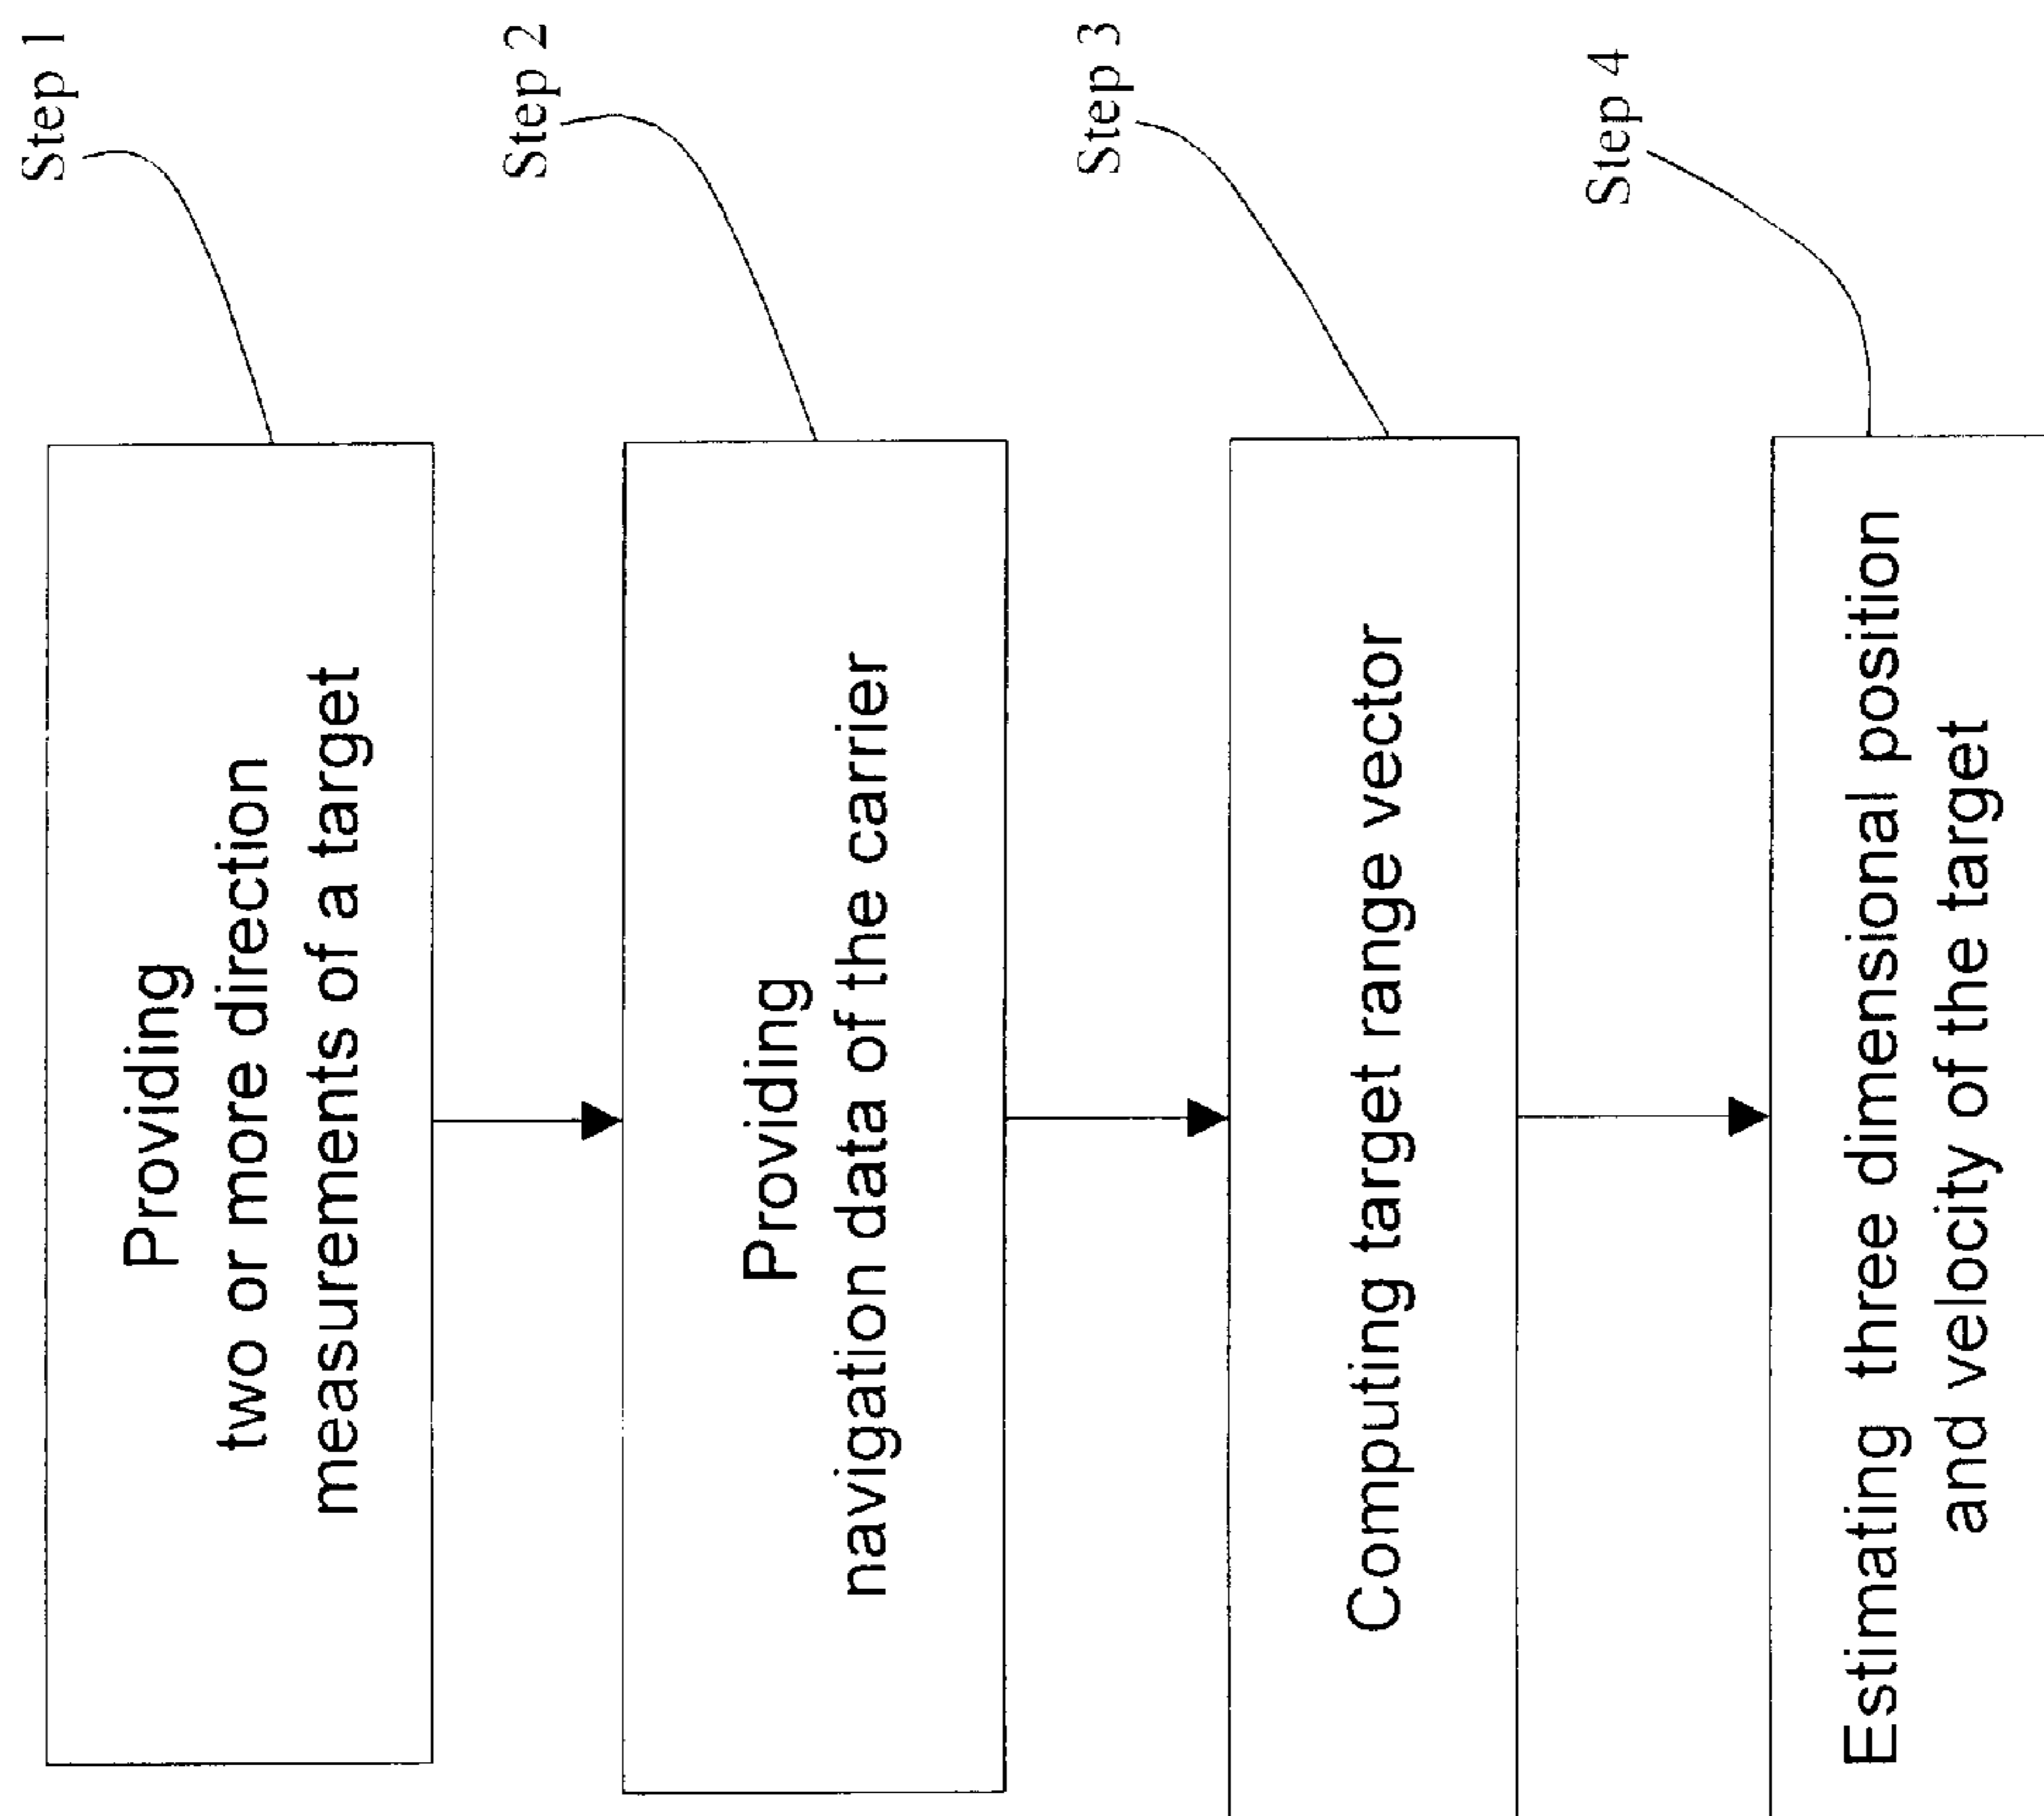 Step 1
Providing
two or more direction
measurements of a target
Step 2
Providing
navigation data of the carrier
Step 3
Computing target range vector
Step 4
Estimating three dimensional position
and velocity of the target